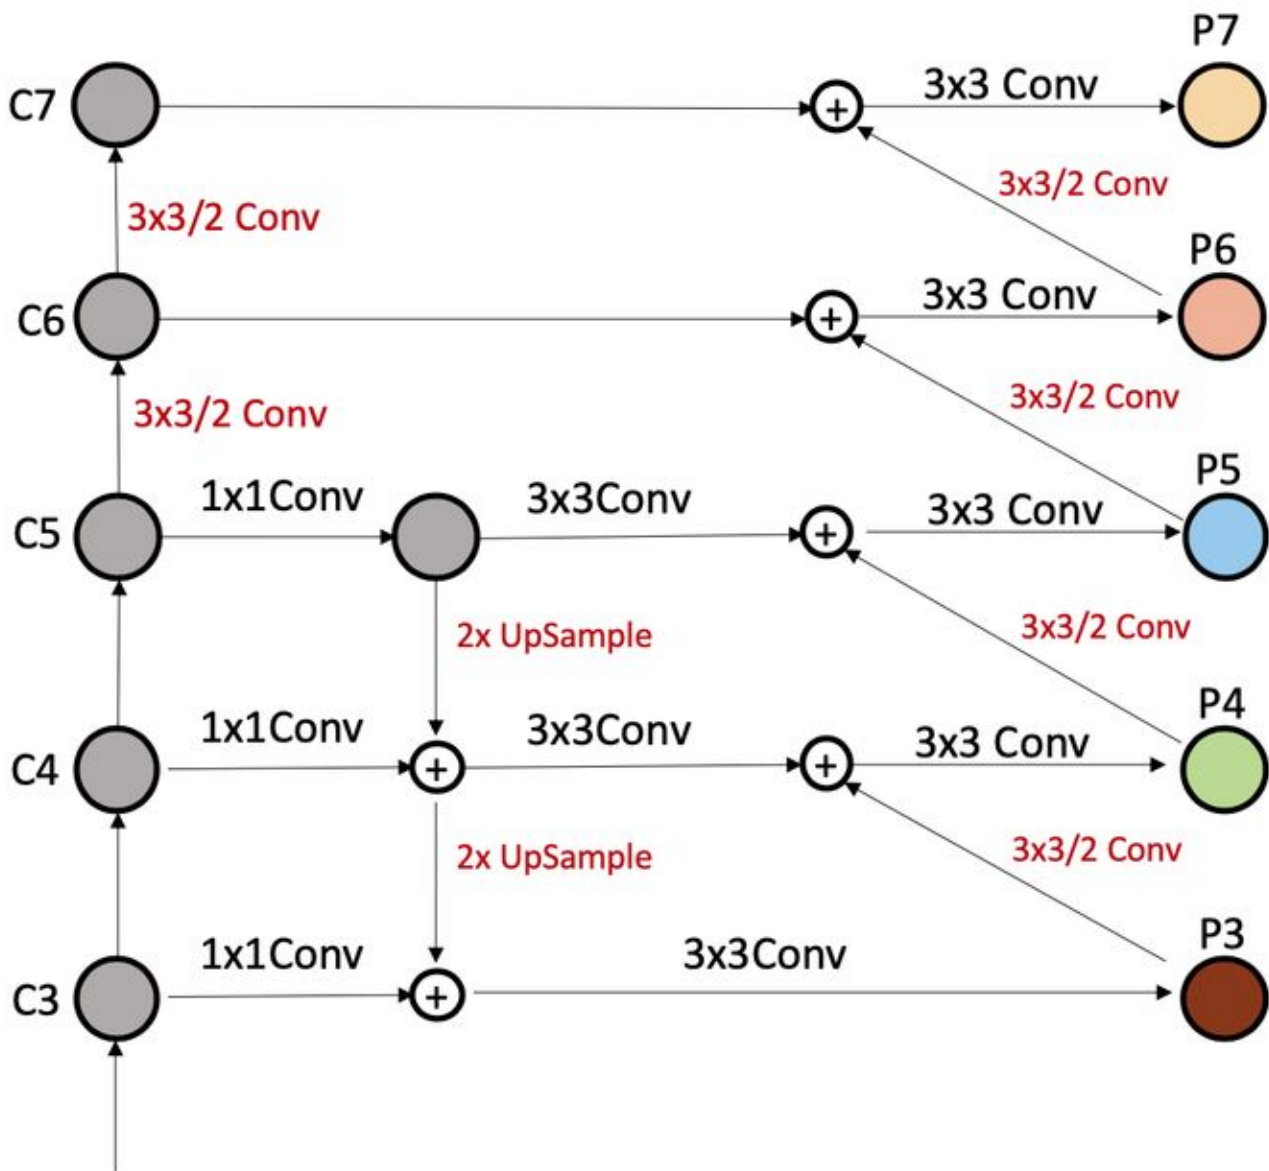 P7
3x3 Conv
C7
+
3x3/2 Conv
3x3/2 Conv
P6
3x3 Conv
C6
+
3x3/2 Conv
3x3/2 Conv
P5
1x1Conv
3x3Conv
3x3 Conv
C5
+
2x UpSample
3x3/2 Conv
P4
1x1Conv
3x3Conv
3x3 Conv
C4
+
+
2x UpSample
3x3/2 Conv
P3
1x1Conv
3x3Conv
C3
+